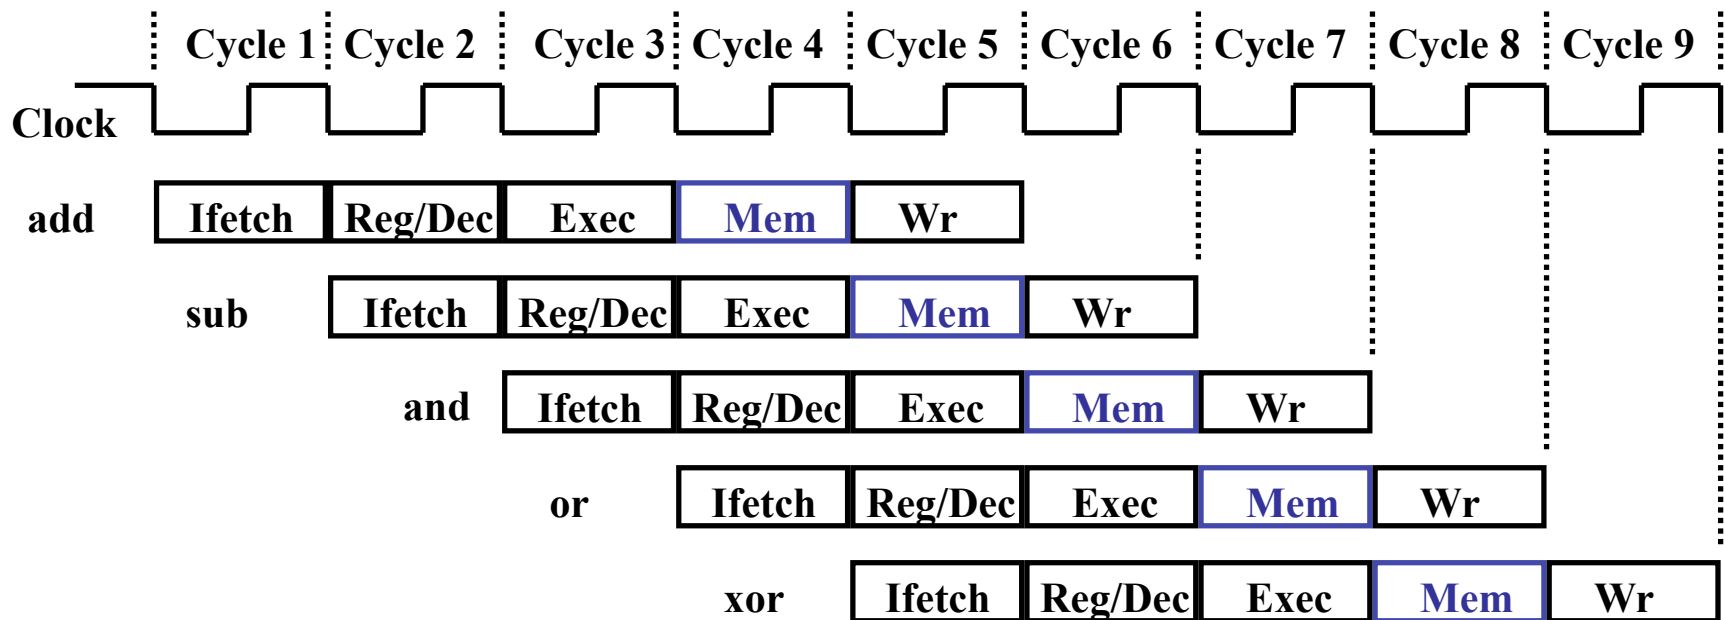 Cycle 1 Cycle 2 Cycle 3 Cycle 4 Cycle 5 Cycle 6 Cycle 7 Cycle 8 Cycle 9
Clock
add Ifetch Reg/Dec Exec Mem Wr
sub Ifetch Reg/Dec Exec Mem Wr
and Ifetch Reg/Dec Exec Mem Wr
or Ifetch Reg/Dec Exec Mem Wr
xor Ifetch Reg/Dec Exec Mem Wr